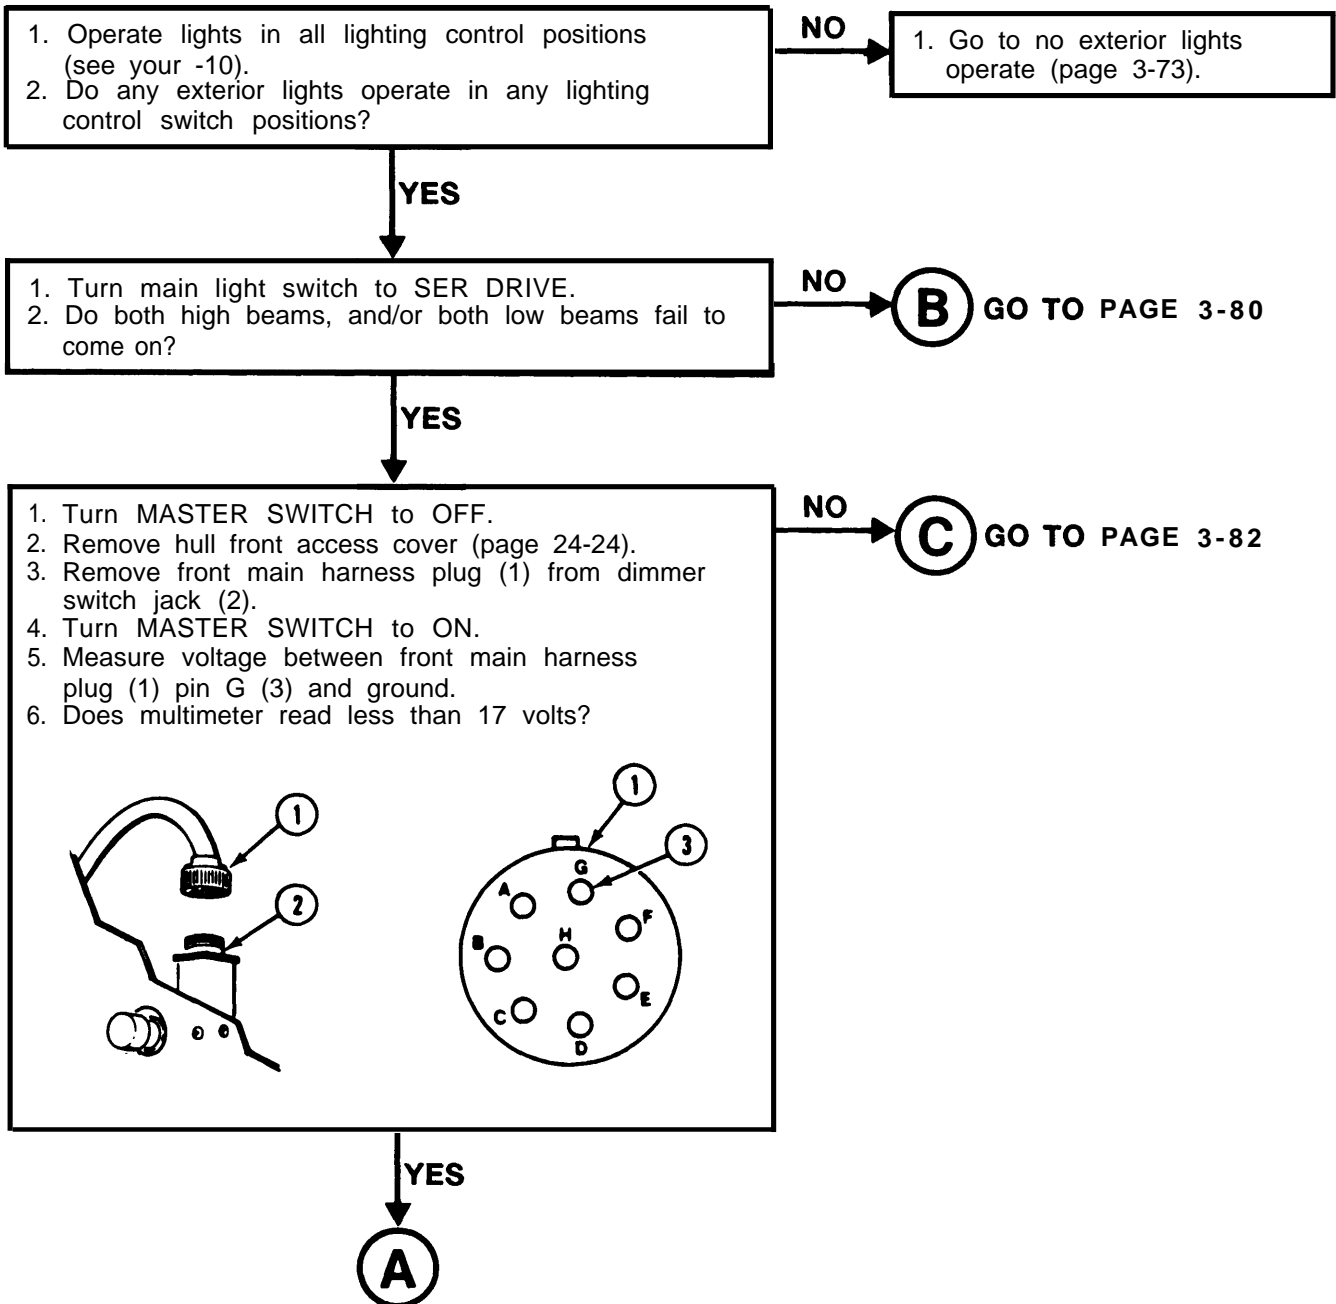 1. Operate lights in all lighting control positions
(see your -10).
2. Do any exterior lights operate in any lighting
control switch positions?
NO
1. Go to no exterior lights
operate (page 3-73).
YES
1. Turn main light switch to SER DRIVE.
2. Do both high beams, and/or both low beams fail to
come on?
NO
B GO TO PAGE 3-80
YES
1. Turn MASTER SWITCH to OFF.
2. Remove hull front access cover (page 24-24).
3. Remove front main harness plug (1) from dimmer
switch jack (2).
4. Turn MASTER SWITCH to ON.
5. Measure voltage between front main harness
plug (1) pin G (3) and ground.
6. Does multimeter read less than 17 volts?
NO
C GO TO PAGE 3-82
1
2
1
3
G
A
F
B
H
E
C
D
YES
A